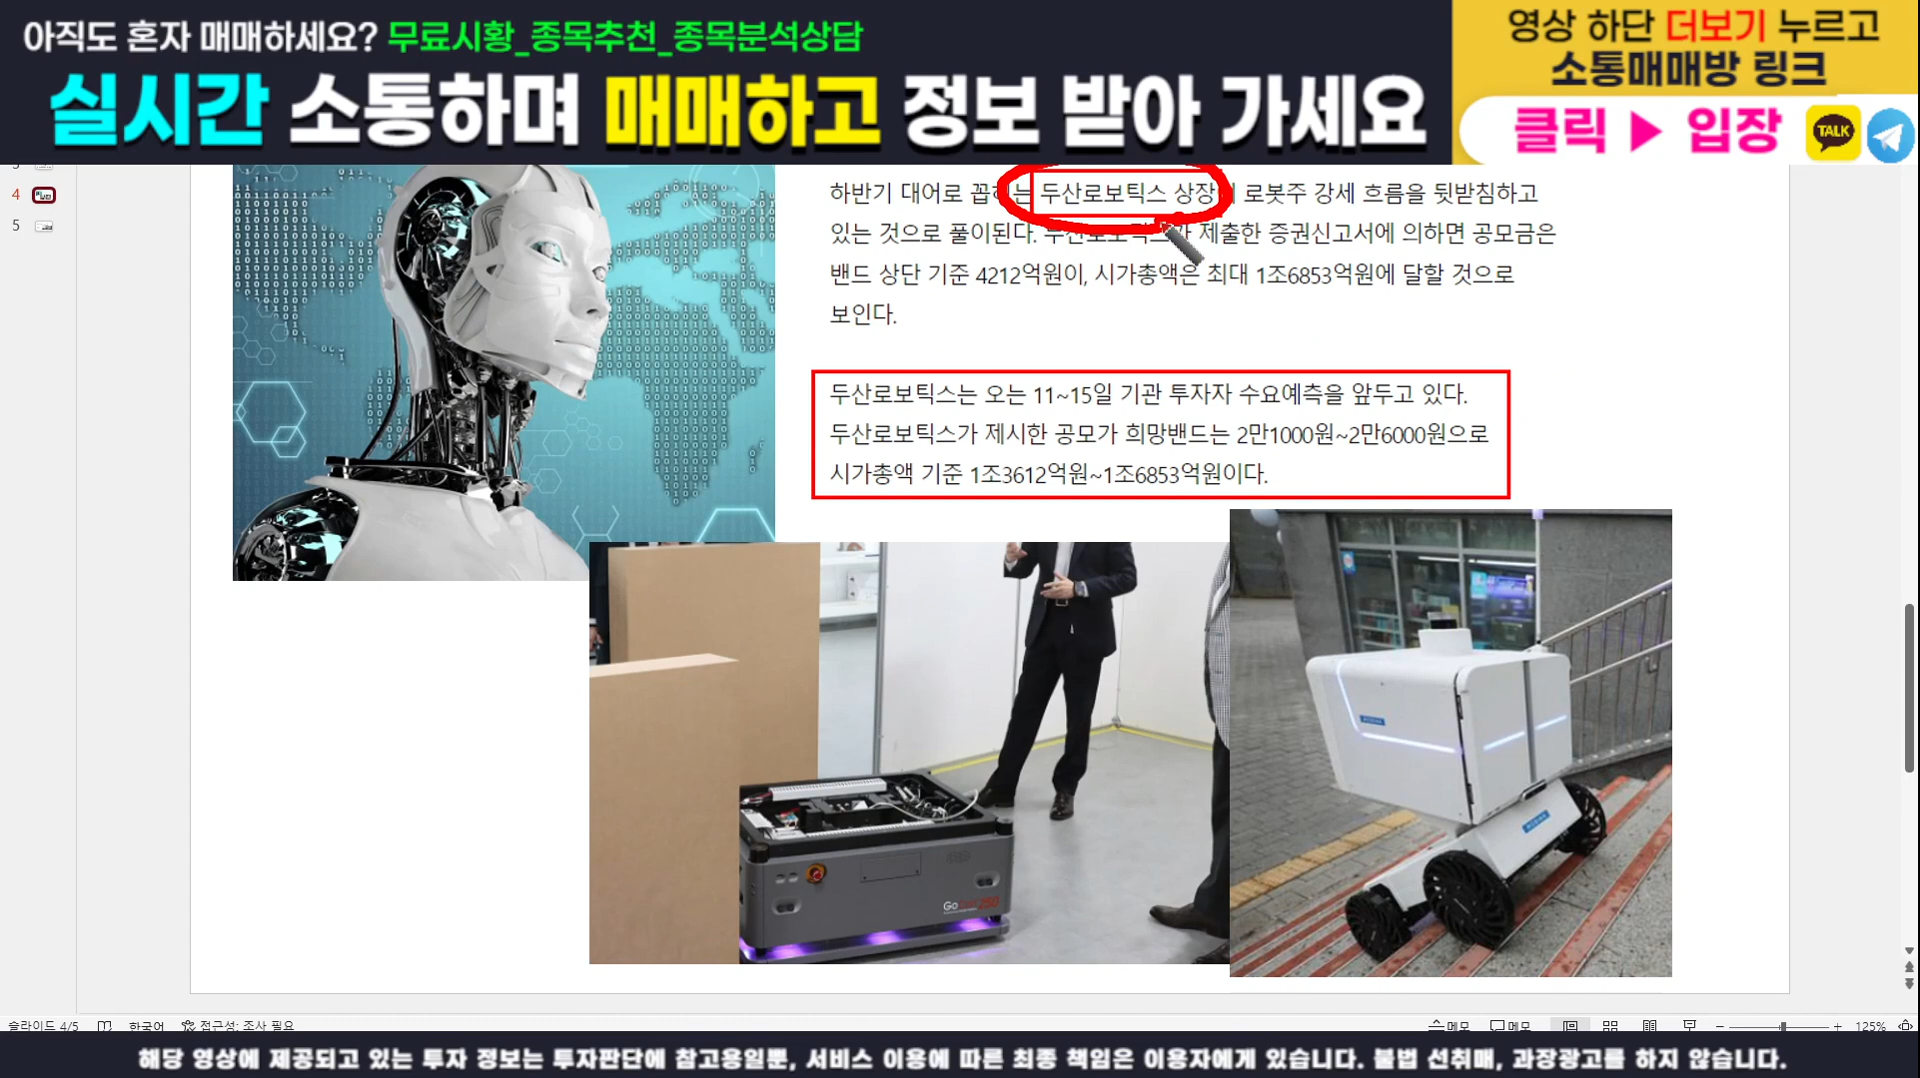 아직도 혼자 매매하세요? 무료시황_종목추천_종목분석상담
실시간 소통하며 매매하고 정보 받아 가세요
영상 하단 더보기 누르고
소통매매방 링크
클릭 ▶ 입장
TALK
4
5
하반기 대어로 꼽히는 두산로보틱스 상장이 로봇주 강세 흐름을 뒷받침하고
있는 것으로 풀이된다. 두산로보틱스가 제출한 증권신고서에 의하면 공모금은
밴드 상단 기준 4212억원이, 시가총액은 최대 1조6853억원에 달할 것으로
보인다.
두산로보틱스는 오는 11~15일 기관 투자자 수요예측을 앞두고 있다.
두산로보틱스가 제시한 공모가 희망밴드는 2만1000원~2만6000원으로
시가총액 기준 1조3612억원~1조6853억원이다.
슬라이드 4/5 한국어 접근성: 조사 필요
메모 메모 125%
해당 영상에 제공되고 있는 투자 정보는 투자판단에 참고용일뿐, 서비스 이용에 따른 최종 책임은 이용자에게 있습니다. 불법 선취매, 과장광고를 하지 않습니다.